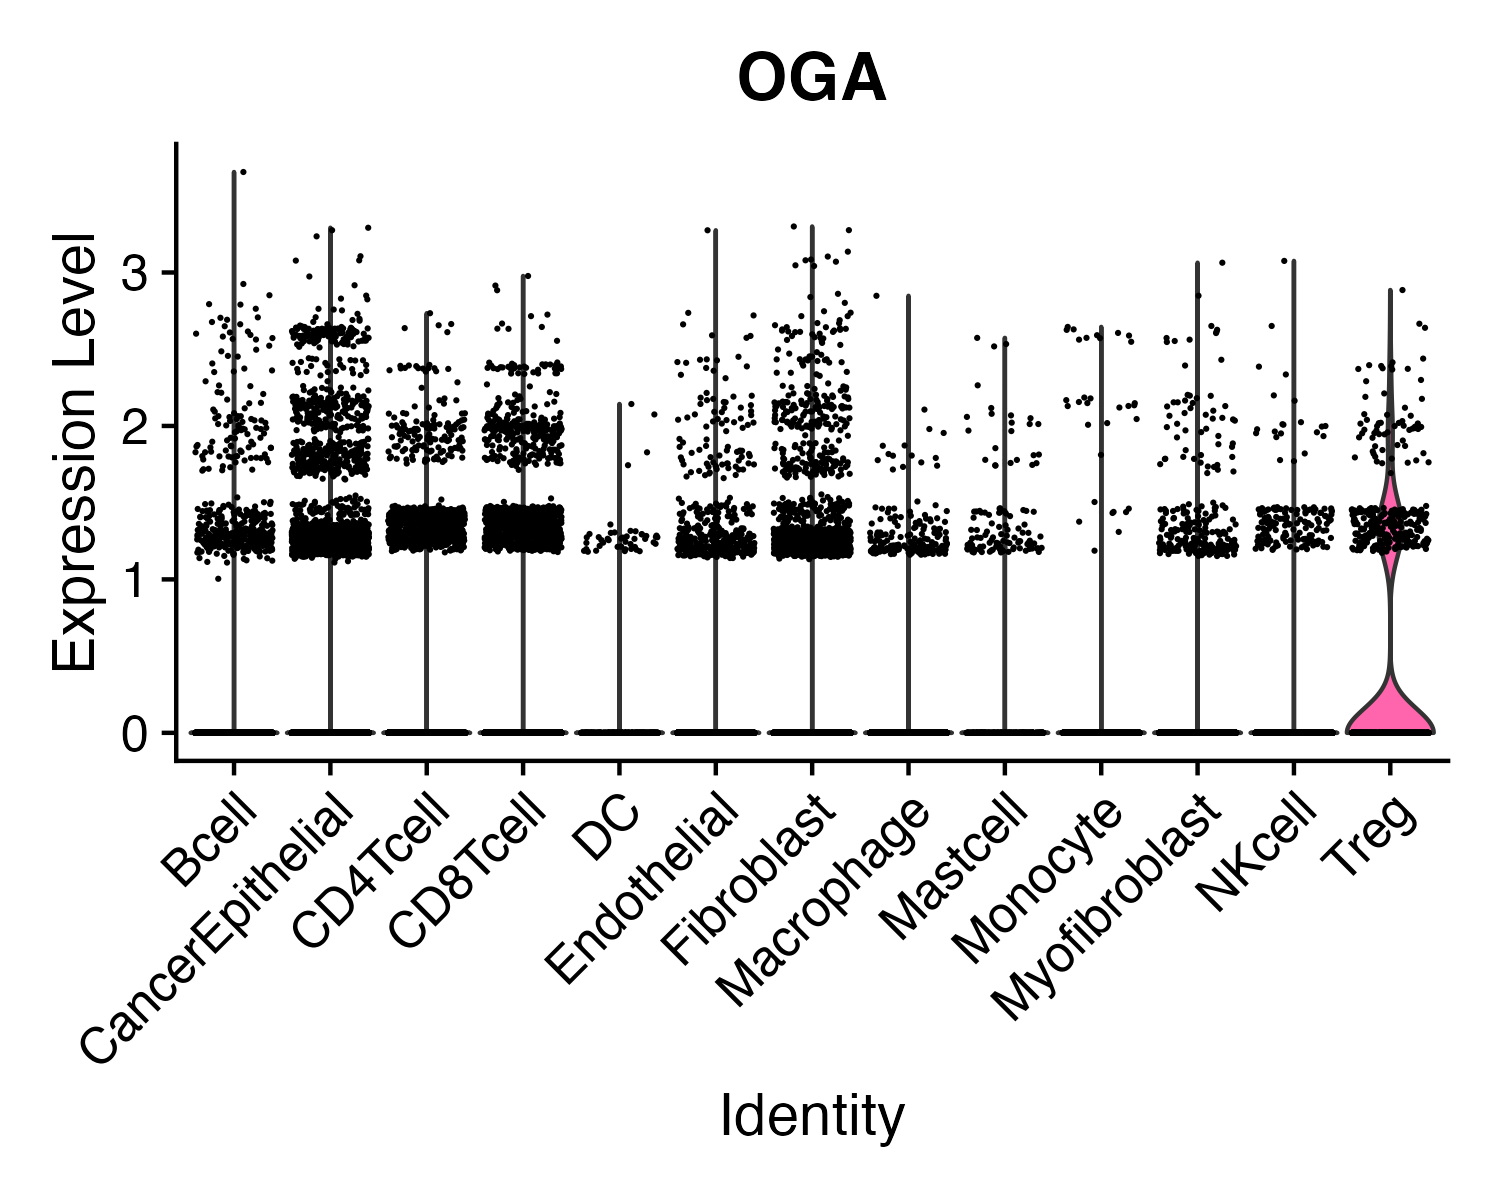 OGA
Expression Level
3
2
1
0
Bcell
CancerEpithelial
CD4Tcell
CD8Tcell
DC
Endothelial
Fibroblast
Macrophage
Mastcell
Monocyte
Myofibroblast
NKcell
Treg
Identity